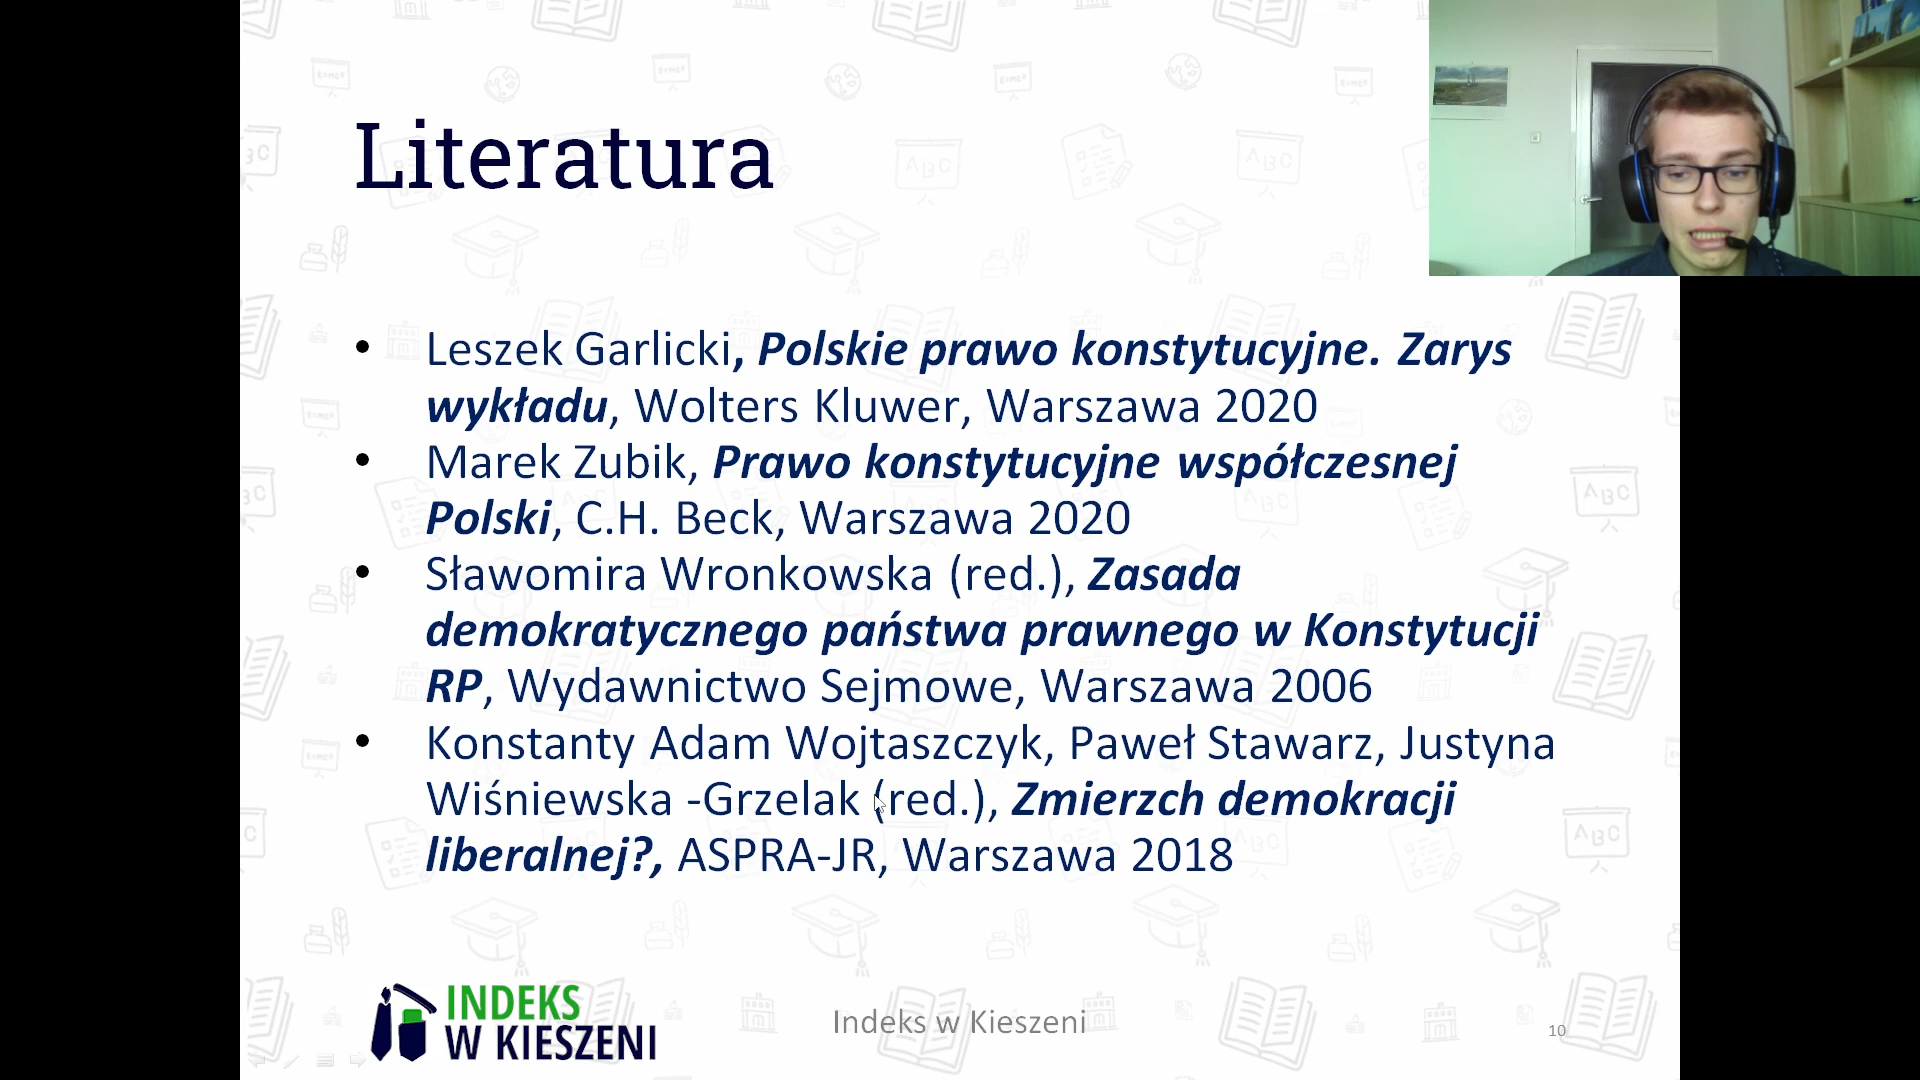 Literatura
• Leszek Garlicki, Polskie prawo konstytucyjne. Zarys
wykładu, Wolters Kluwer, Warszawa 2020
• Marek Zubik, Prawo konstytucyjne współczesnej
Polski, C.H. Beck, Warszawa 2020
• Sławomira Wronkowska (red.), Zasada
demokratycznego państwa prawnego w Konstytucji
RP, Wydawnictwo Sejmowe, Warszawa 2006
• Konstanty Adam Wojtaszczyk, Paweł Stawarz, Justyna
Wiśniewska -Grzelak (red.), Zmierzch demokracji
liberalnej?, ASPRA-JR, Warszawa 2018
INDEKS
W KIESZENI
Indeks w Kieszeni
10